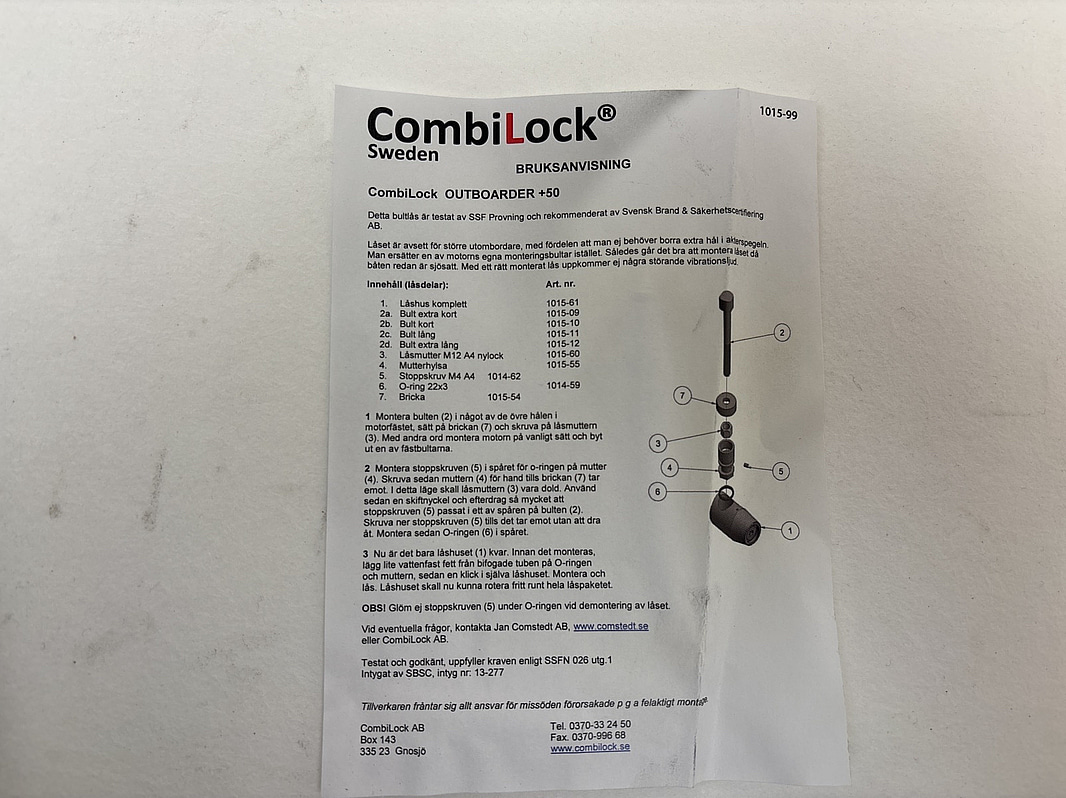 CombiLock®
1015-99
Sweden
BRUKSANVISNING
CombiLock OUTBOARDER +50
Detta bultlås är testat av SSF Provning och rekommenderat av Svensk Brand & Säkerhetscertifiering
AB.
Låset är avsett för större utombordare, med fördelen att man ej behöver borra extra hål i akterspegeln.
Man ersätter en av motorns egna monteringsbultar istället. Således går det bra att montera låset då
båten redan är sjösatt. Med ett rätt monterat lås uppkommer ej några störande vibrationsljud.
Innehåll (låsdelar): Art. nr.
1. Låshus komplett 1015-61
2a. Bult extra kort 1015-09
2b. Bult kort 1015-10
2c. Bult lång 1015-11
2d. Bult extra lång 1015-12
3. Låsmutter M12 A4 nylock 1015-60
4. Mutterhylsa 1015-55
5. Stoppskruv M4 A4 1014-62
6. O-ring 22x3 1014-59
7. Bricka 1015-54
1 Montera bulten (2) i något av de övre hålen i
motorfästet, sätt på brickan (7) och skruva på låsmuttern
(3). Med andra ord montera motorn på vanligt sätt och byt
ut en av fästbultarna.
2 Montera stoppskruven (5) i spåret för o-ringen på mutter
(4). Skruva sedan muttern (4) för hand tills brickan (7) tar
emot. I detta läge skall låsmuttern (3) vara dold. Använd
sedan en skiftnyckel och efterdrag så mycket att
stoppskruven (5) passat i ett av spåren på bulten (2).
Skruva ner stoppskruven (5) tills det tar emot utan att dra
åt. Montera sedan O-ringen (6) i spåret.
3 Nu är det bara låshuset (1) kvar. Innan det monteras,
lägg lite vattenfast fett från bifogade tuben på O-ringen
och muttern, sedan en klick i själva låshuset. Montera och
lås. Låshuset skall nu kunna rotera fritt runt hela låspaketet.
OBS! Glöm ej stoppskruven (5) under O-ringen vid demontering av låset.
Vid eventuella frågor, kontakta Jan Comstedt AB, www.comstedt.se
eller CombiLock AB.
Testat och godkänt, uppfyller kraven enligt SSFN 026 utg.1
Intygat av SBSC, intyg nr: 13-277
Tillverkaren fråntar sig allt ansvar för missöden förorsakade p g a felaktigt montage.
CombiLock AB
Box 143
335 23 Gnosjö
Tel. 0370-33 24 50
Fax. 0370-996 68
www.combilock.se
2
7
3
4
5
6
1